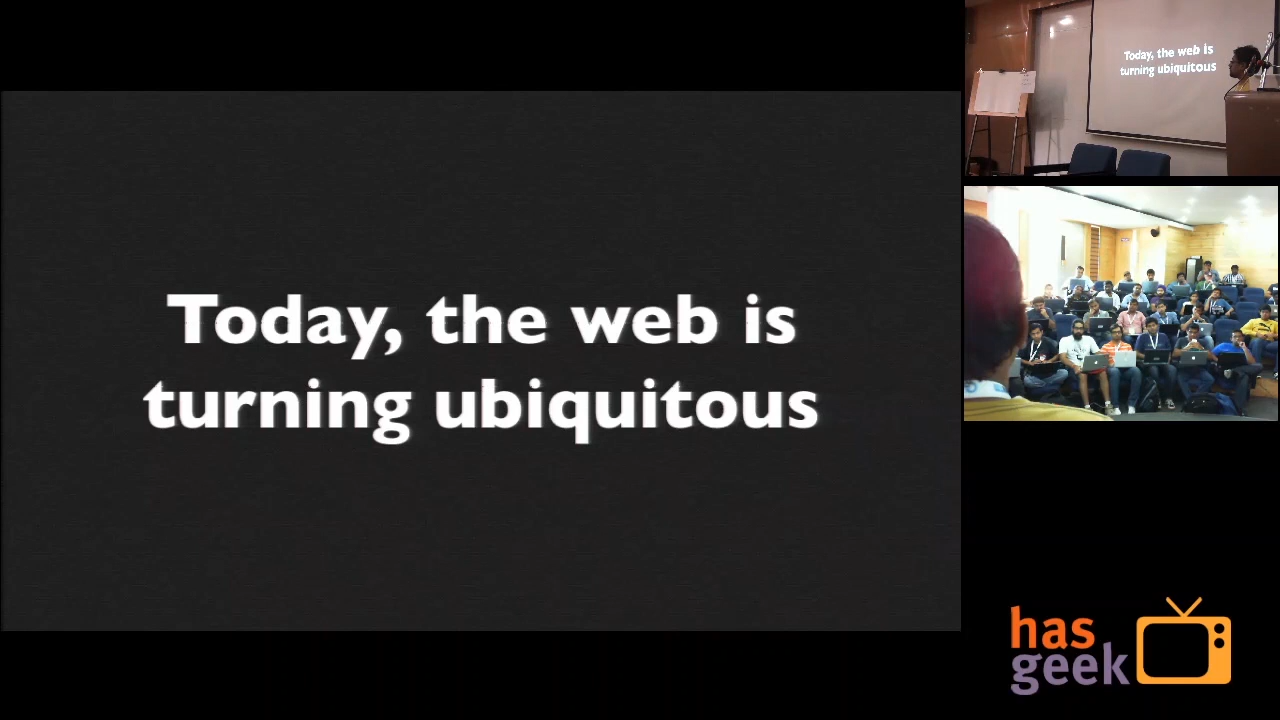 Today, the web is
turning ubiquitous
Today, the web is
turning ubiquitous
has
geek